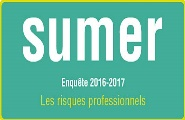 sumer
Enquête 2016-2017
Les risques professionnels